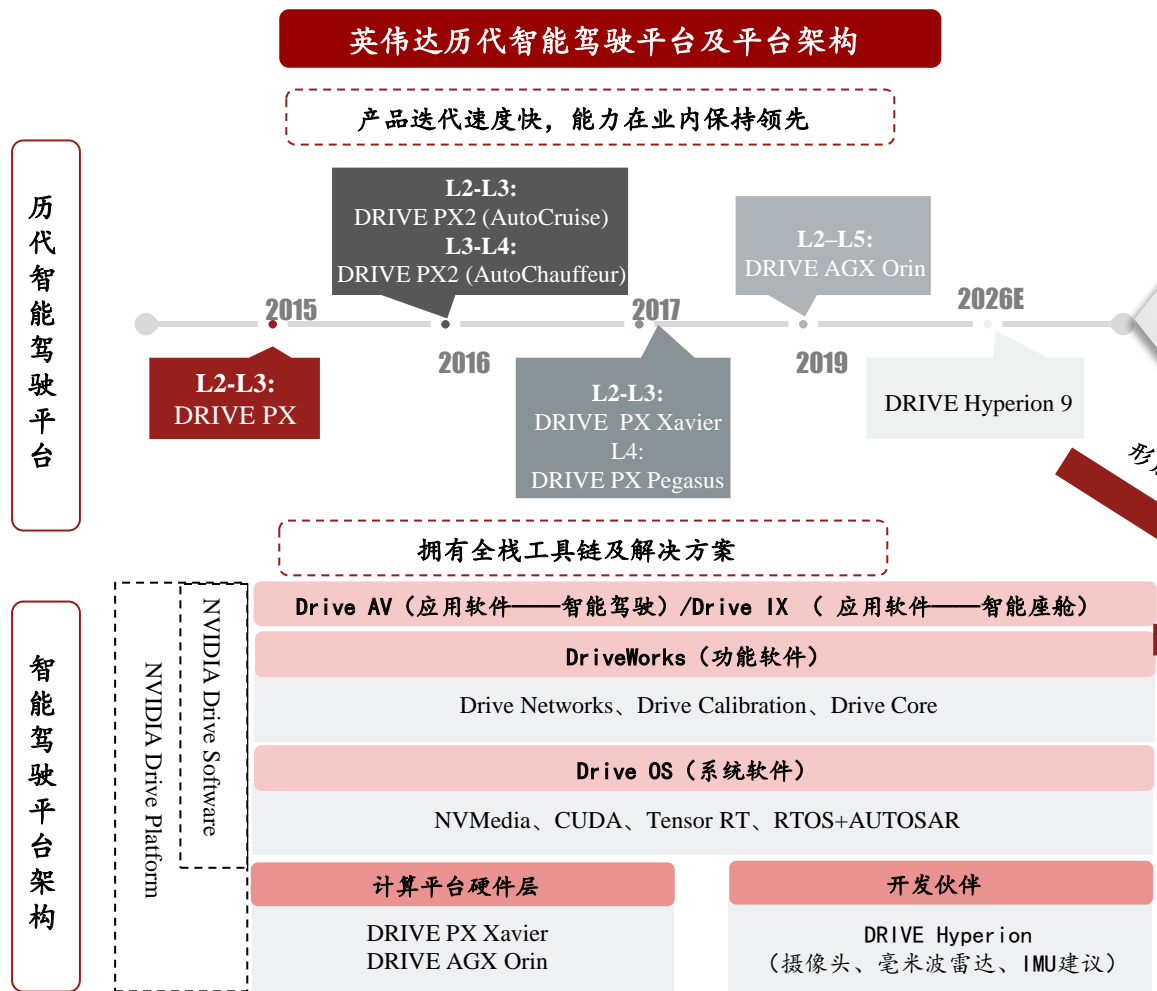 英伟达历代智能驾驶平台及平台架构
产品迭代速度快，能力在业内保持领先
历代智能驾驶平台
L2-L3:
DRIVE PX2 (AutoCruise)
L3-L4:
DRIVE PX2 (AutoChauffeur)
L2–L5:
DRIVE AGX Orin
2015
2016
2017
2019
2026E
L2-L3:
DRIVE PX
L2-L3:
DRIVE PX Xavier
L4:
DRIVE PX Pegasus
DRIVE Hyperion 9
形
拥有全栈工具链及解决方案
智能驾驶平台架构
NVIDIA Drive Platform
NVIDIA Drive Software
Drive AV（应用软件——智能驾驶）/Drive IX （ 应用软件——智能座舱）
DriveWorks（功能软件）
Drive Networks、Drive Calibration、Drive Core
Drive OS（系统软件）
NVMedia、CUDA、Tensor RT、RTOS+AUTOSAR
计算平台硬件层
DRIVE PX Xavier
DRIVE AGX Orin
开发伙伴
DRIVE Hyperion
（摄像头、毫米波雷达、IMU建议）